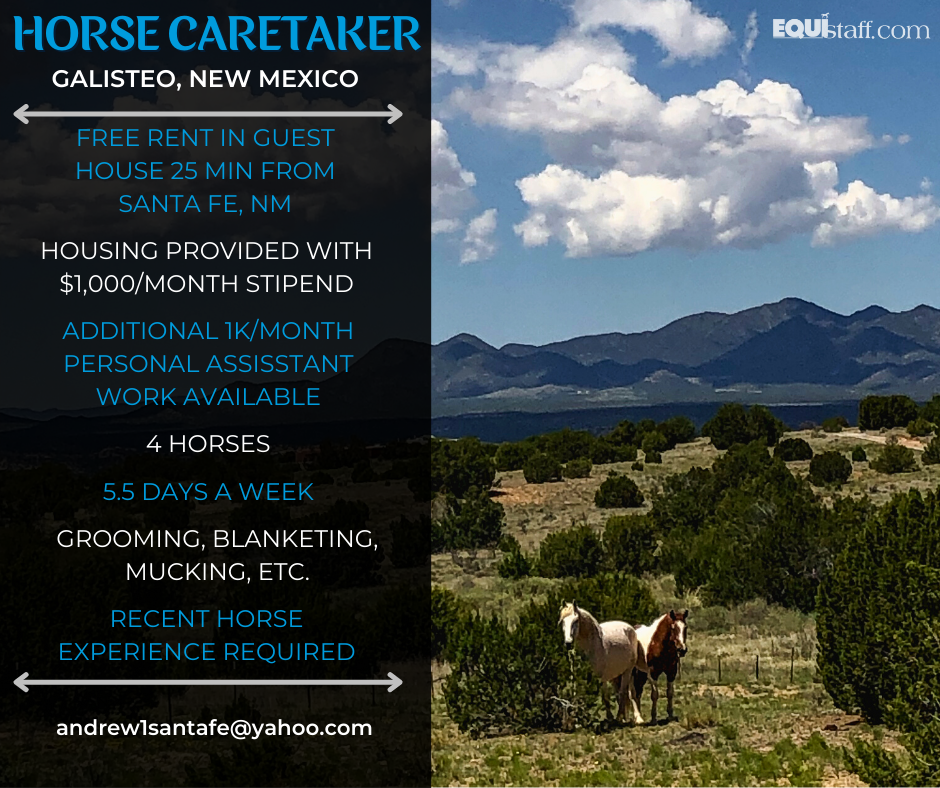 HORSE CARETAKER
GALISTEO, NEW MEXICO
FREE RENT IN GUEST
HOUSE 25 MIN FROM
SANTA FE, NM
HOUSING PROVIDED WITH
$1,000/MONTH STIPEND
ADDITIONAL 1K/MONTH
PERSONAL ASSISSTANT
WORK AVAILABLE
4 HORSES
5.5 DAYS A WEEK
GROOMING, BLANKETING,
MUCKING, ETC.
RECENT HORSE
EXPERIENCE REQUIRED
andrew1santafe@yahoo.com
EQUIstaff.com